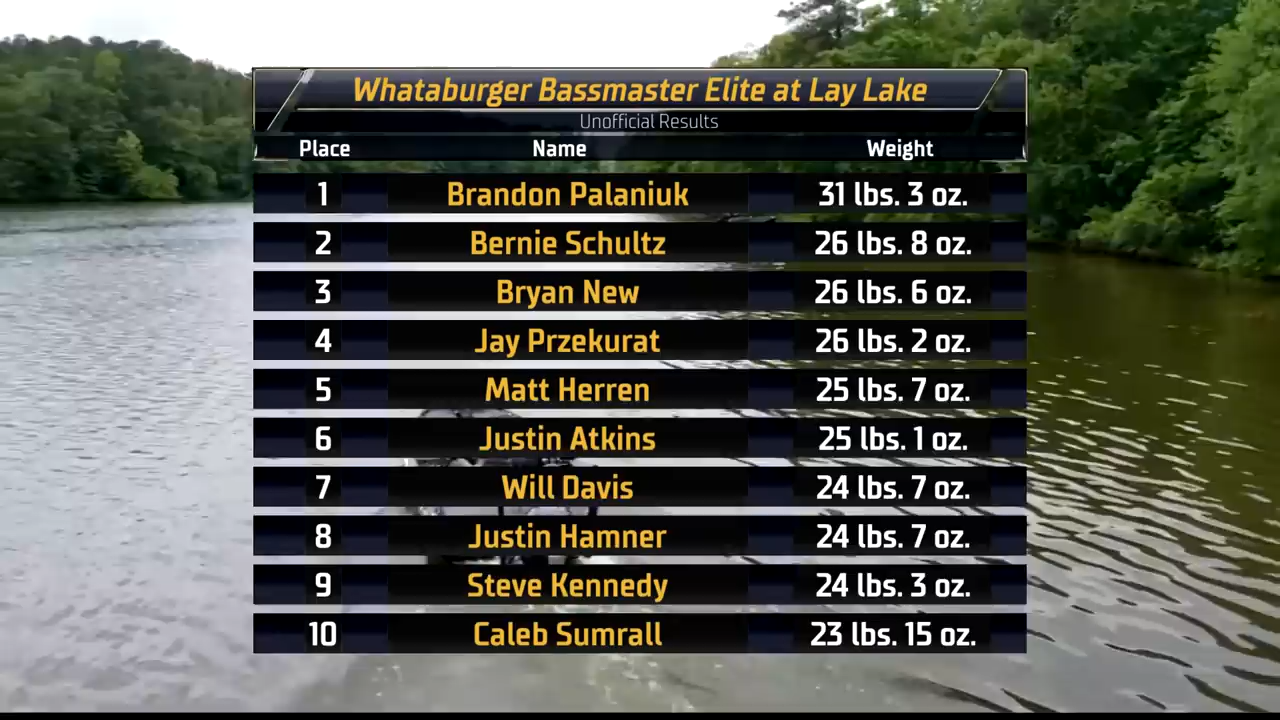 Whataburger Bassmaster Elite at Lay Lake
Unofficial Results
Place Name Weight
1 Brandon Palaniuk 31 lbs. 3 oz.
2 Bernie Schultz 26 lbs. 8 oz.
3 Bryan New 26 lbs. 6 oz.
4 Jay Przekurat 26 lbs. 2 oz.
5 Matt Herren 25 lbs. 7 oz.
6 Justin Atkins 25 lbs. 1 oz.
7 Will Davis 24 lbs. 7 oz.
8 Justin Hamner 24 lbs. 7 oz.
9 Steve Kennedy 24 lbs. 3 oz.
10 Caleb Sumrall 23 lbs. 15 oz.